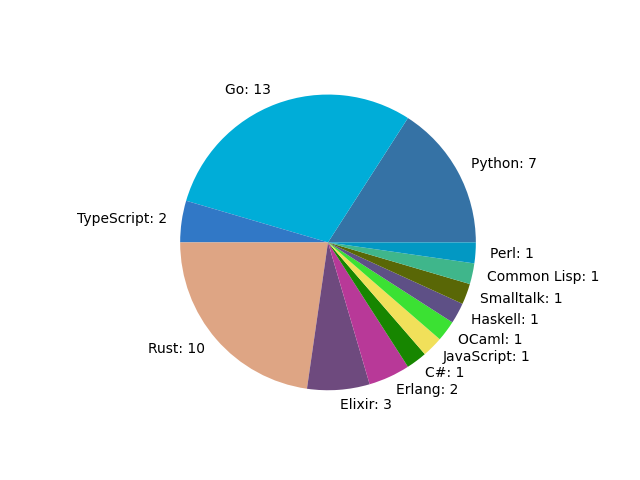 Go: 13
Python: 7
TypeScript: 2
Perl: 1
Common Lisp: 1
Smalltalk: 1
Haskell: 1
OCaml: 1
Rust: 10
JavaScript: 1
C#: 1
Erlang: 2
Elixir: 3